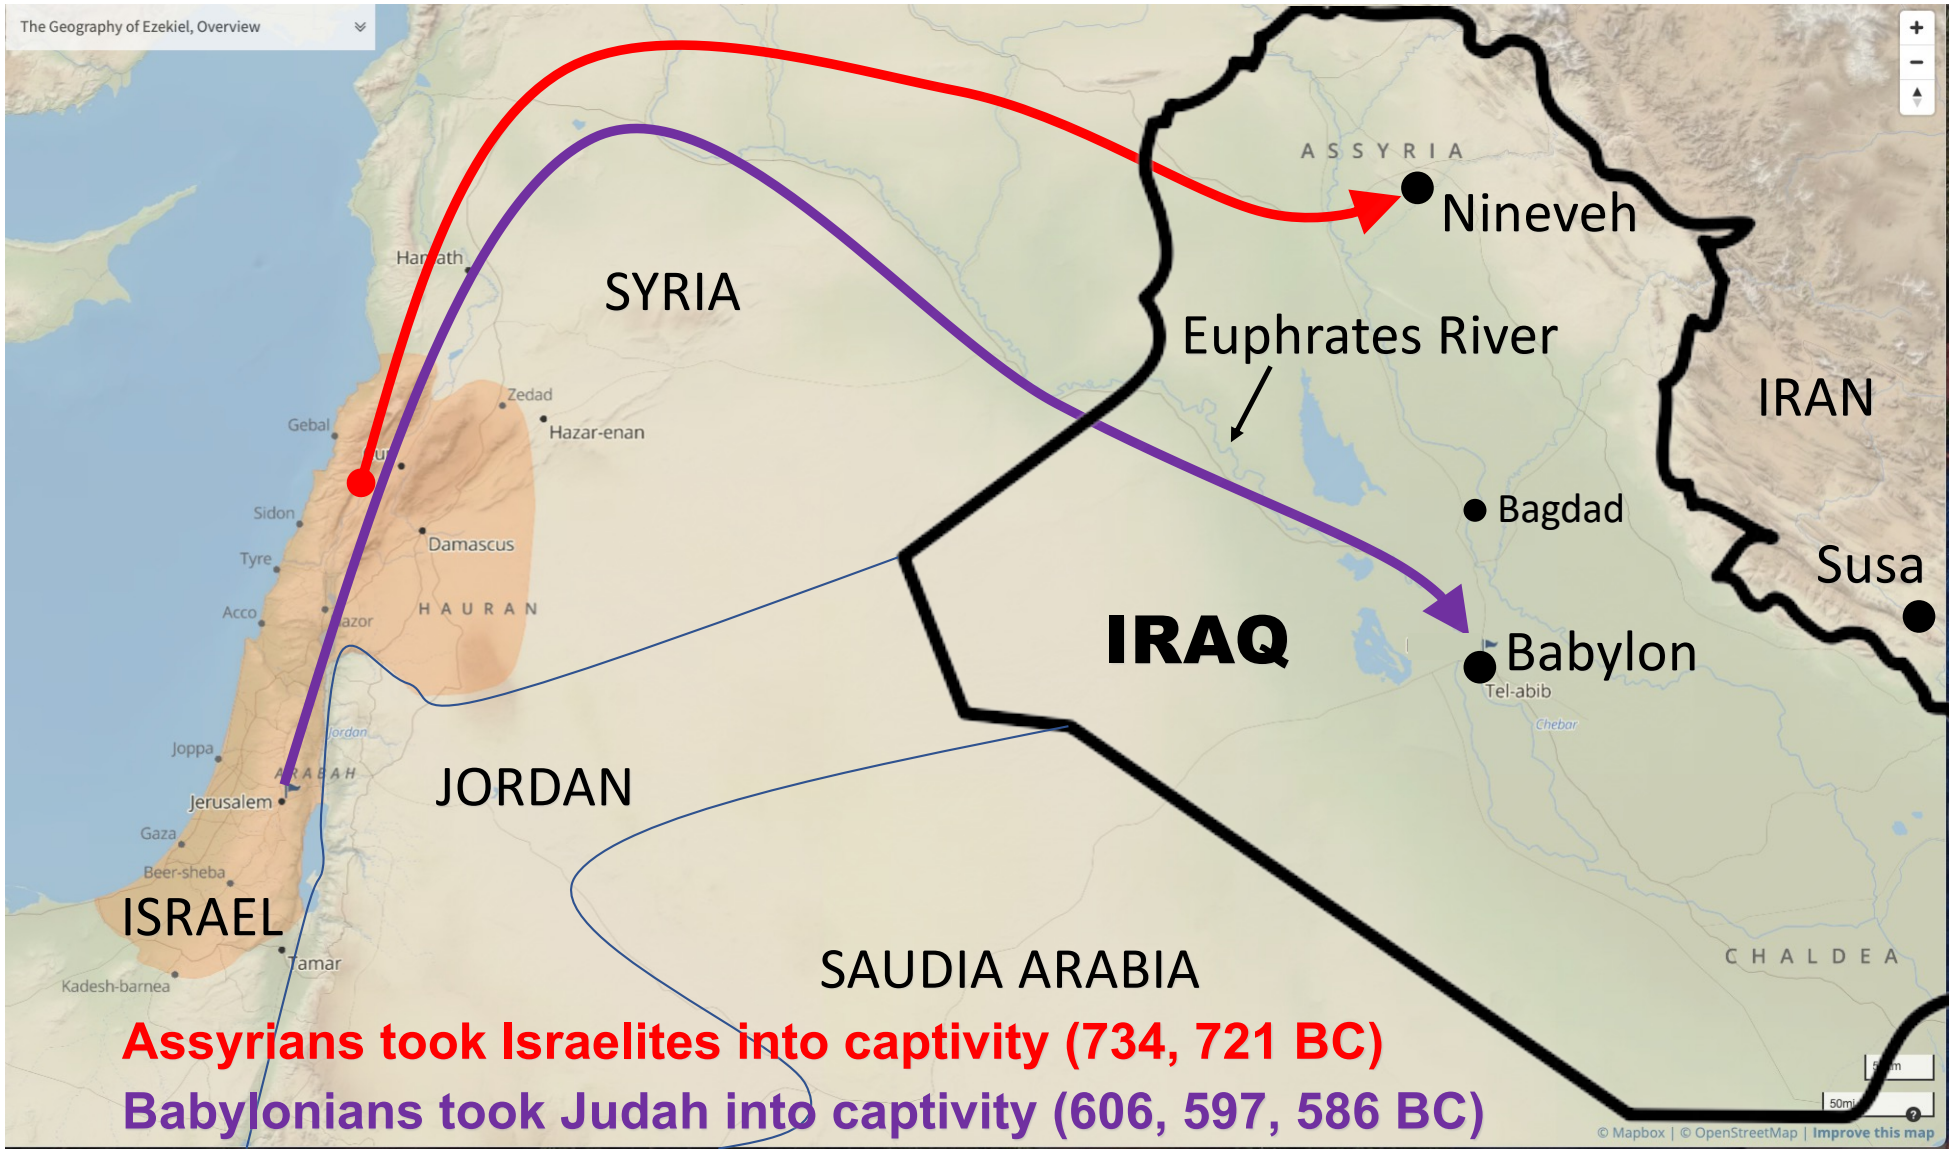 The Geography of Ezekiel, Overview
+
−
ASSYRIA
Nineveh
Hamath
SYRIA
Euphrates River
IRAN
Zedad
Gebal
Hazar-enan
Sidon
Bagdad
Damascus
Tyre
Susa
HAURAN
Acco
IRAQ
Babylon
Tel-abib
Chebar
Jordan
Joppa
ARABAH
JORDAN
Jerusalem
Gaza
Beer-sheba
ISRAEL
CHALDEA
Tamar
SAUDIA ARABIA
Kadesh-barnea
Assyrians took Israelites into captivity (734, 721 BC)
Babylonians took Judah into captivity (606, 597, 586 BC)
50mi
?
© Mapbox | © OpenStreetMap | Improve this map